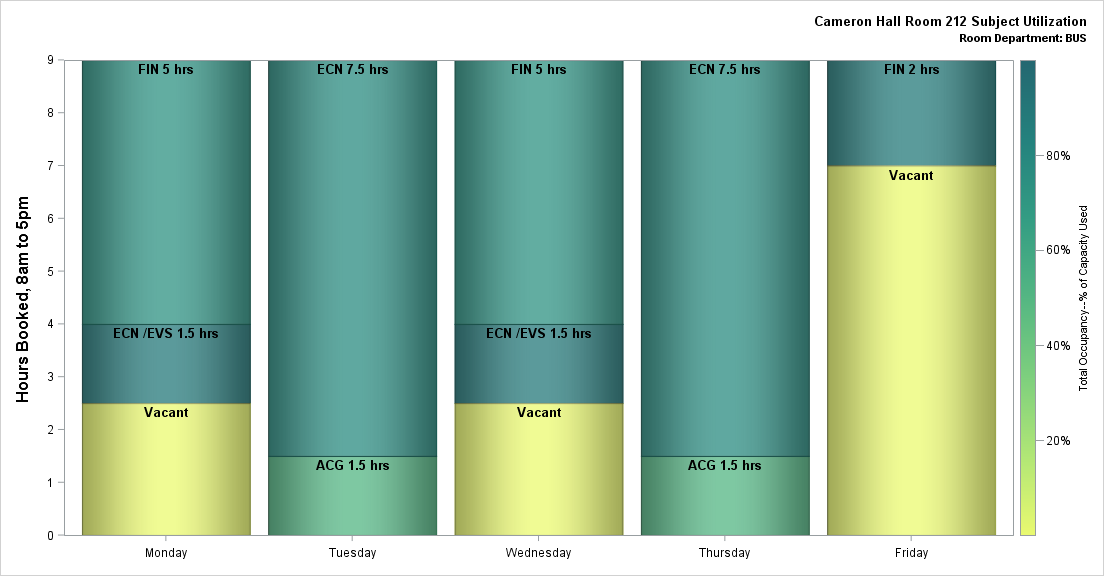 Cameron Hall Room 212 Subject Utilization
Room Department: BUS
Hours Booked, 8am to 5pm
9
8
7
6
5
4
3
2
1
0
FIN 5 hrs
ECN /EVS 1.5 hrs
Vacant
ECN 7.5 hrs
ACG 1.5 hrs
FIN 5 hrs
ECN /EVS 1.5 hrs
Vacant
ECN 7.5 hrs
ACG 1.5 hrs
FIN 2 hrs
Vacant
Monday
Tuesday
Wednesday
Thursday
Friday
80%
60%
40%
20%
Total Occupancy--% of Capacity Used